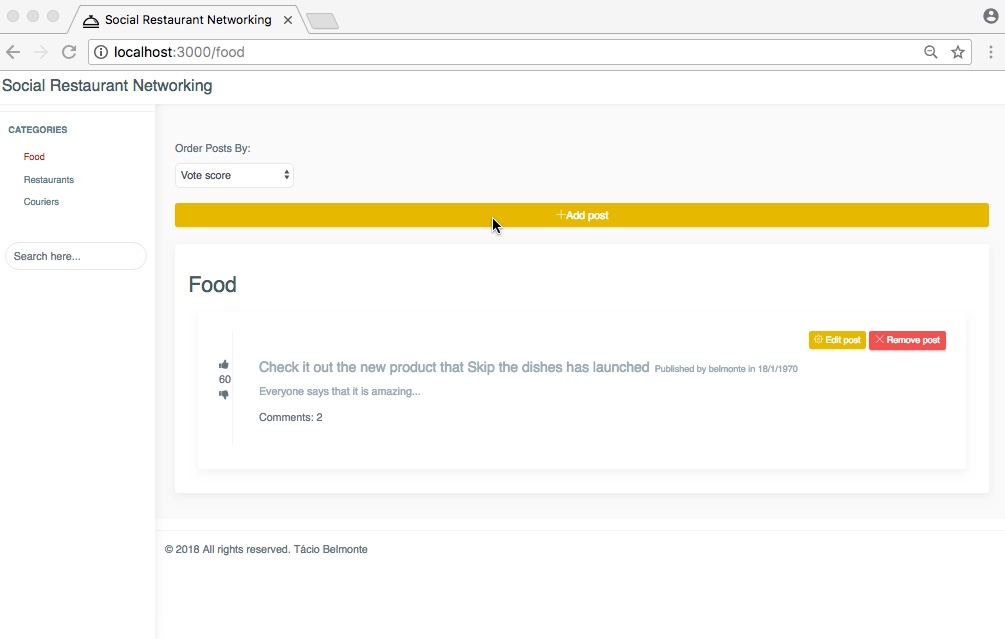 Social Restaurant Networking
localhost:3000/food
Social Restaurant Networking
CATEGORIES
Food
Restaurants
Couriers
Search here...
Order Posts By:
Vote score
Add post
Food
Edit post
Remove post
60
Check it out the new product that Skip the dishes has launched Published by belmonte in 18/1/1970
Everyone says that it is amazing...
Comments: 2
© 2018 All rights reserved. Tácio Belmonte